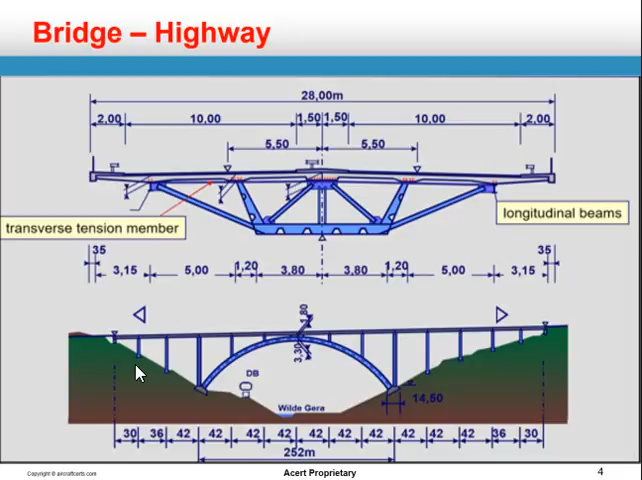 Bridge – Highway
28,00m
2,00 10,00 1,50 1,50 10,00 2,00
5,50 5,50
transverse tension member
longitudinal beams
35 35
3,15 5,00 1,20 3.80 3.80 1,20 5,00 3,15
1,80
3,30
DB
14,50
Wilde Gera
30 36 42 42 42 42 42 42 42 42 42 36 30
252m
Copyright © aircraftcerts.com
Acert Proprietary
4